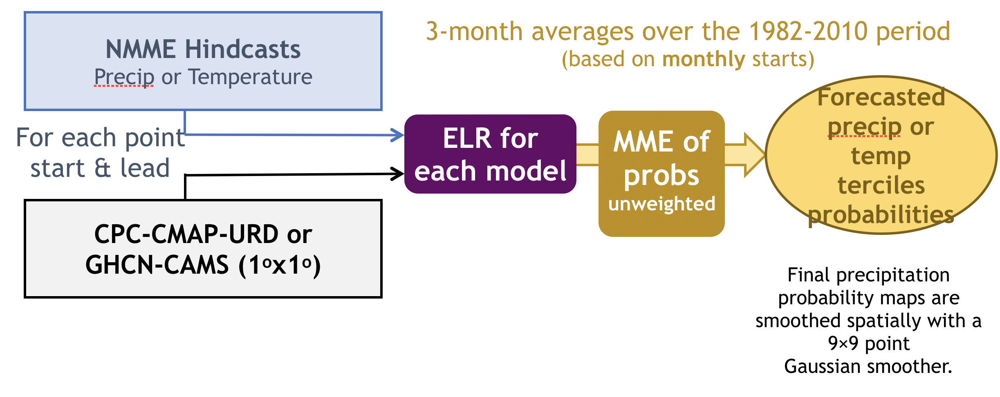 NMME Hindcasts
Precip or Temperature
3-month averages over the 1982-2010 period
(based on monthly starts)
For each point
start & lead
ELR for
each model
MME of
probs
unweighted
Forecasted
precip or
temp
terciles
probabilities
CPC-CMAP-URD or
GHCN-CAMS (1ºx1º)
Final precipitation
probability maps are
smoothed spatially with a
9×9 point
Gaussian smoother.